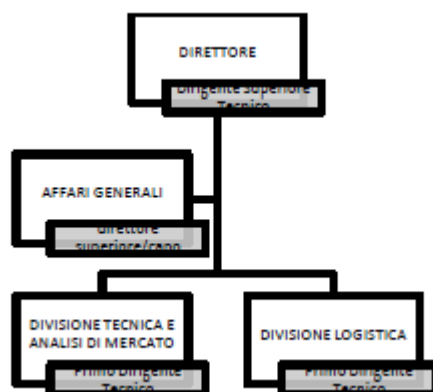 DIRETTORE
Dirigente Superiore
Tecnico
AFFARI GENERALI
direttore
superiore/capo
DIVISIONE TECNICA E
ANALISI DI MERCATO
Primo Dirigente
Tecnico
DIVISIONE LOGISTICA
Primo Dirigente
Tecnico